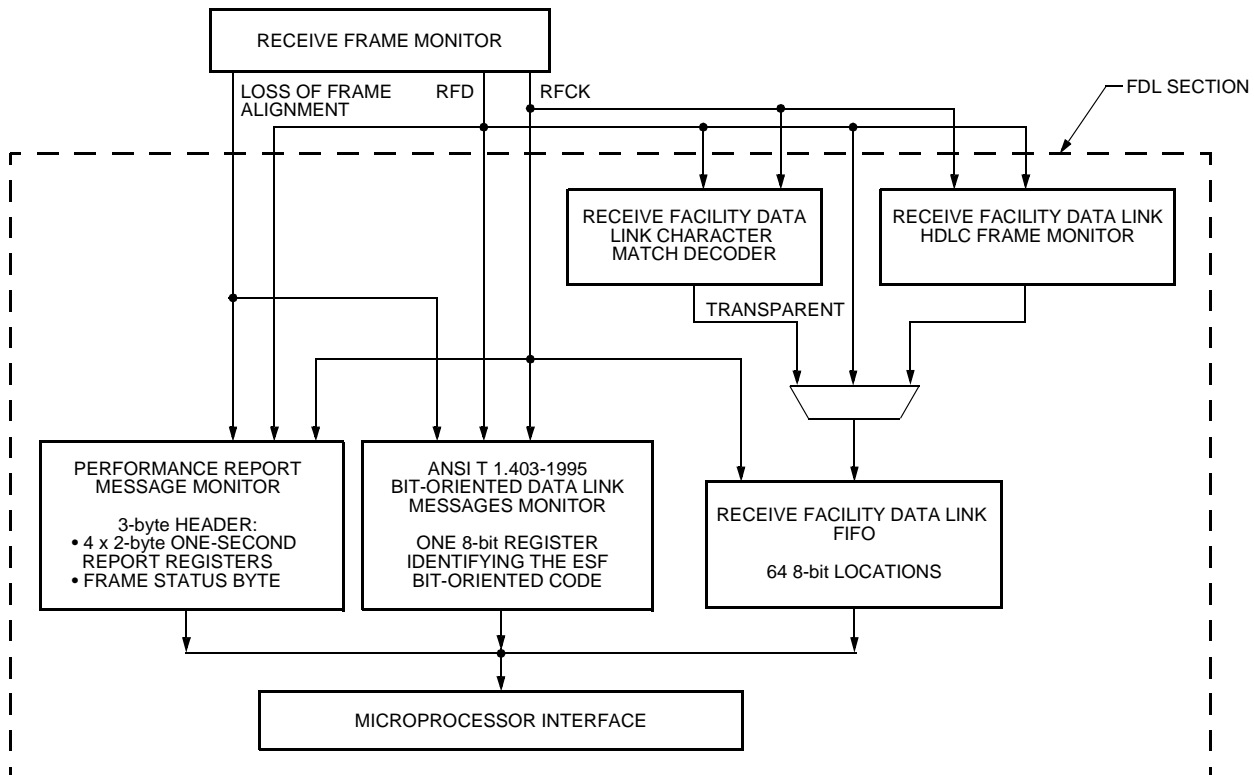 RECEIVE FRAME MONITOR
LOSS OF FRAME
ALIGNMENT
RFD
RFCK
FDL SECTION
RECEIVE FACILITY DATA
LINK CHARACTER
MATCH DECODER
RECEIVE FACILITY DATA LINK
HDLC FRAME MONITOR
TRANSPARENT
PERFORMANCE REPORT
MESSAGE MONITOR
3-byte HEADER:
• 4 x 2-byte ONE-SECOND
REPORT REGISTERS
• FRAME STATUS BYTE
ANSI T 1.403-1995
BIT-ORIENTED DATA LINK
MESSAGES MONITOR
ONE 8-bit REGISTER
IDENTIFYING THE ESF
BIT-ORIENTED CODE
RECEIVE FACILITY DATA LINK
FIFO
64 8-bit LOCATIONS
MICROPROCESSOR INTERFACE